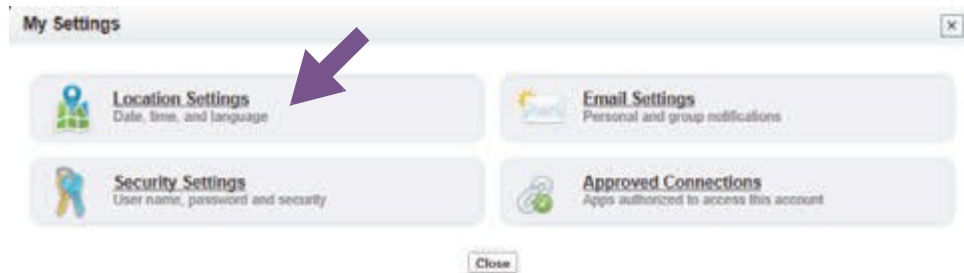 My Settings
Location Settings
Date, time, and language
Email Settings
Personal and group notifications
Security Settings
User name, password and security
Approved Connections
Apps authorized to access this account
Close